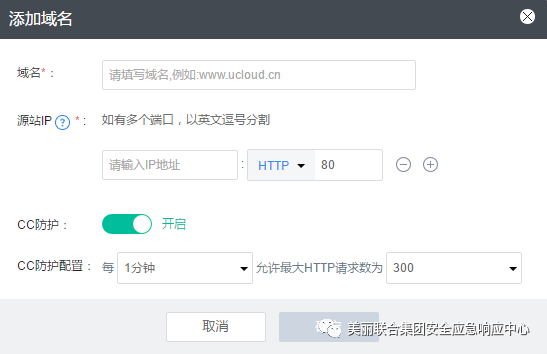 添加域名
域名*： 请填写域名,例如:www.ucloud.cn
源站IP ? *： 如有多个端口，以英文逗号分割
请输入IP地址 : HTTP 80
CC防护： 开启
CC防护配置： 每 1分钟 允许最大HTTP请求数为 300
取消 美丽联合集团安全应急响应中心